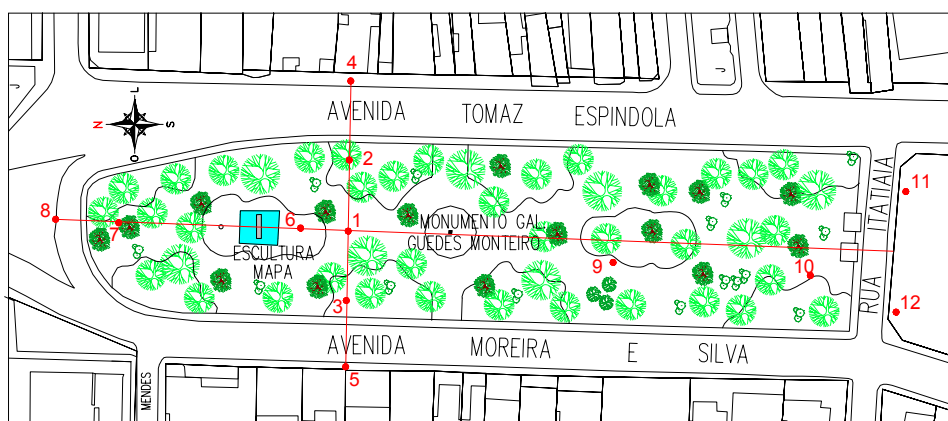 4
AVENIDA TOMAZ ESPINDOLA
J
J
L
N
S
O
2
RUA ITATIAIA
11
8
7
6
1
MONUMENTO GAL.
GUEDES MONTEIRO
ESCULTURA
MAPA
9
10
3
12
AVENIDA MOREIRA E SILVA
5
MENDES